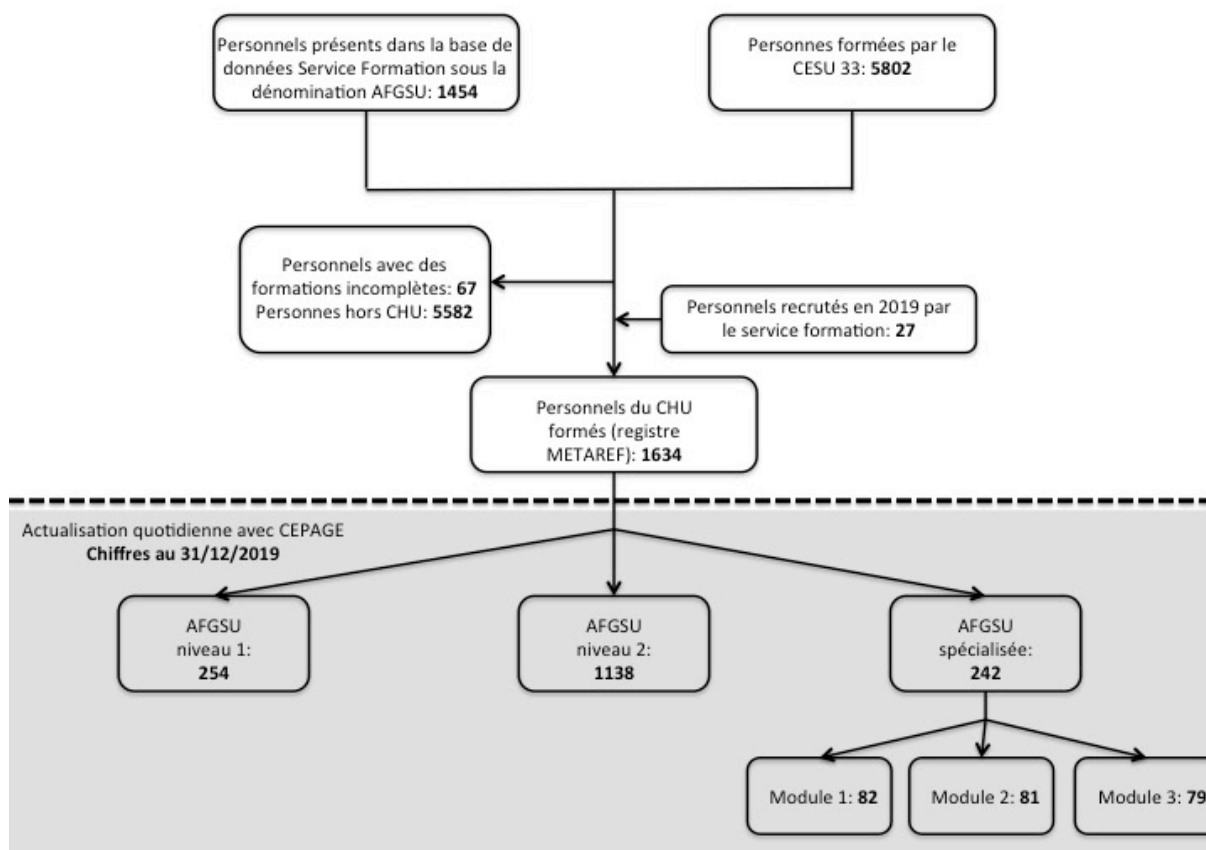 Personnels présents dans la base de
données Service Formation sous la
dénomination AFGSU: 1454
Personnes formées par le
CESU 33: 5802
Personnels avec des
formations incomplètes: 67
Personnes hors CHU: 5582
Personnels recrutés en 2019 par
le service formation: 27
Personnels du CHU
formés (registre
METAREF): 1634
Actualisation quotidienne avec CEPAGE
Chiffres au 31/12/2019
AFGSU
niveau 1:
254
AFGSU
niveau 2:
1138
AFGSU
spécialisée:
242
Module 1: 82
Module 2: 81
Module 3: 79